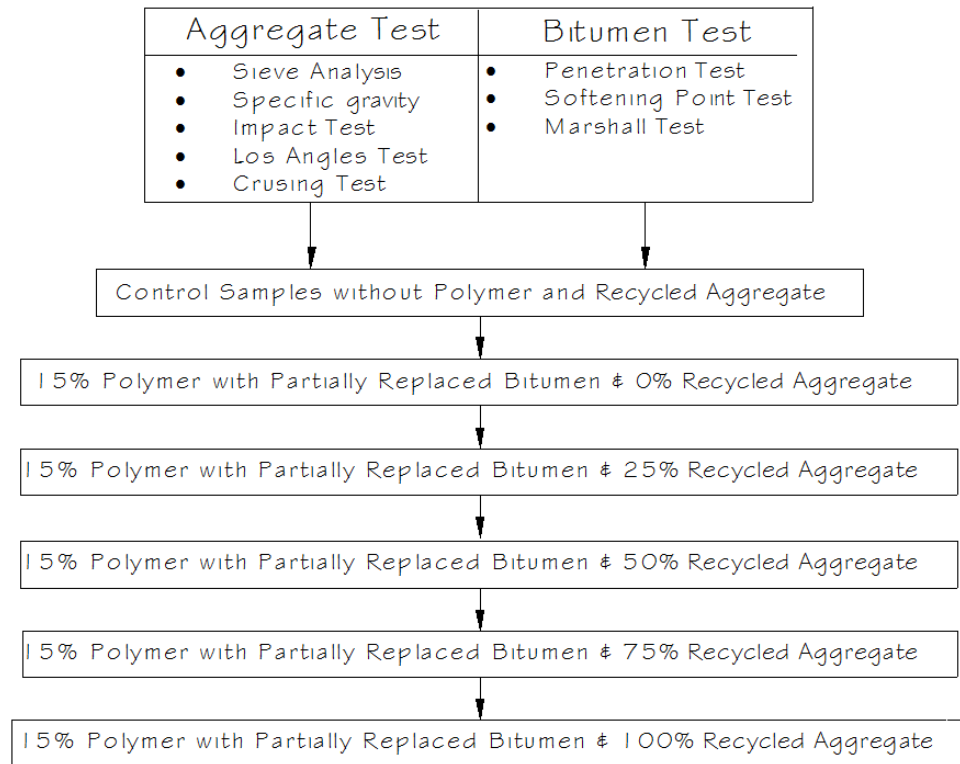 Aggregate Test
• Sieve Analysis
• Specific gravity
• Impact Test
• Los Angles Test
• Crusing Test
Bitumen Test
• Penetration Test
• Softening Point Test
• Marshall Test
Control Samples without Polymer and Recycled Aggregate
15% Polymer with Partially Replaced Bitumen & 0% Recycled Aggregate
15% Polymer with Partially Replaced Bitumen & 25% Recycled Aggregate
15% Polymer with Partially Replaced Bitumen & 50% Recycled Aggregate
15% Polymer with Partially Replaced Bitumen & 75% Recycled Aggregate
15% Polymer with Partially Replaced Bitumen & 100% Recycled Aggregate